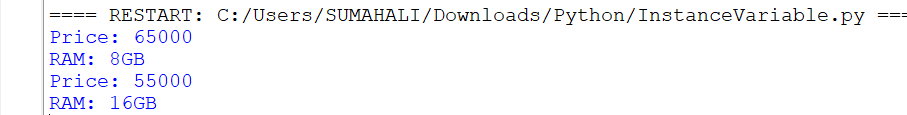 ==== RESTART: C:/Users/SUMAHALI/Downloads/Python/InstanceVariable.py ===
Price: 65000
RAM: 8GB
Price: 55000
RAM: 16GB